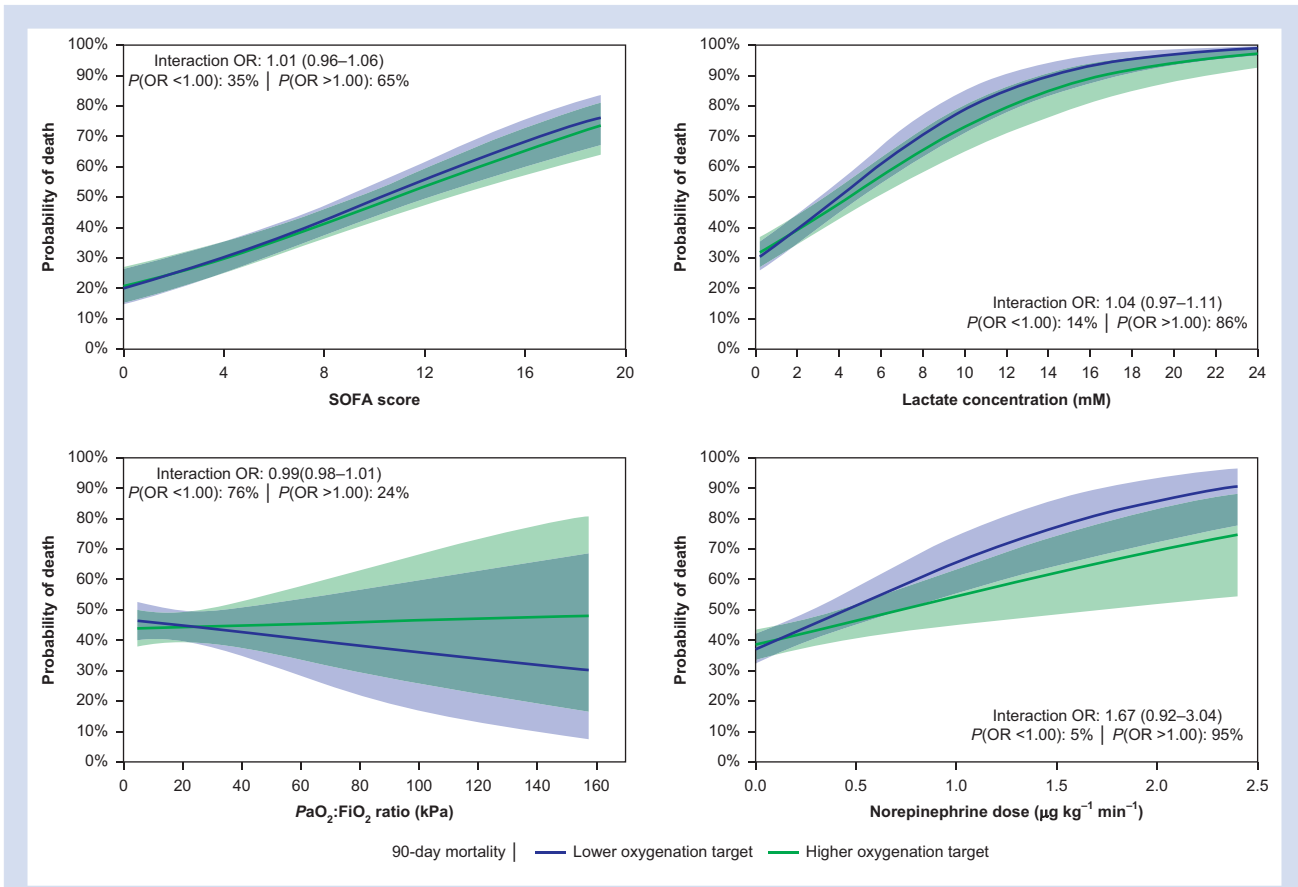 Probability of death
100%
90%
80%
70%
60%
50%
40%
30%
20%
10%
0%
Interaction OR: 1.01 (0.96–1.06)
P(OR <1.00): 35% | P(OR >1.00): 65%
0 4 8 12 16 20
SOFA score
Probability of death
100%
90%
80%
70%
60%
50%
40%
30%
20%
10%
0%
Interaction OR: 1.04 (0.97–1.11)
P(OR <1.00): 14% | P(OR >1.00): 86%
0 2 4 6 8 10 12 14 16 18 20 22 24
Lactate concentration (mM)
Probability of death
100%
90%
80%
70%
60%
50%
40%
30%
20%
10%
0%
Interaction OR: 0.99(0.98–1.01)
P(OR <1.00): 76% | P(OR >1.00): 24%
0 20 40 60 80 100 120 140 160
PaO₂:FiO₂ ratio (kPa)
Probability of death
100%
90%
80%
70%
60%
50%
40%
30%
20%
10%
0%
Interaction OR: 1.67 (0.92–3.04)
P(OR <1.00): 5% | P(OR >1.00): 95%
0.0 0.5 1.0 1.5 2.0 2.5
Norepinephrine dose (μg kg⁻¹ min⁻¹)
90-day mortality | Lower oxygenation target Higher oxygenation target